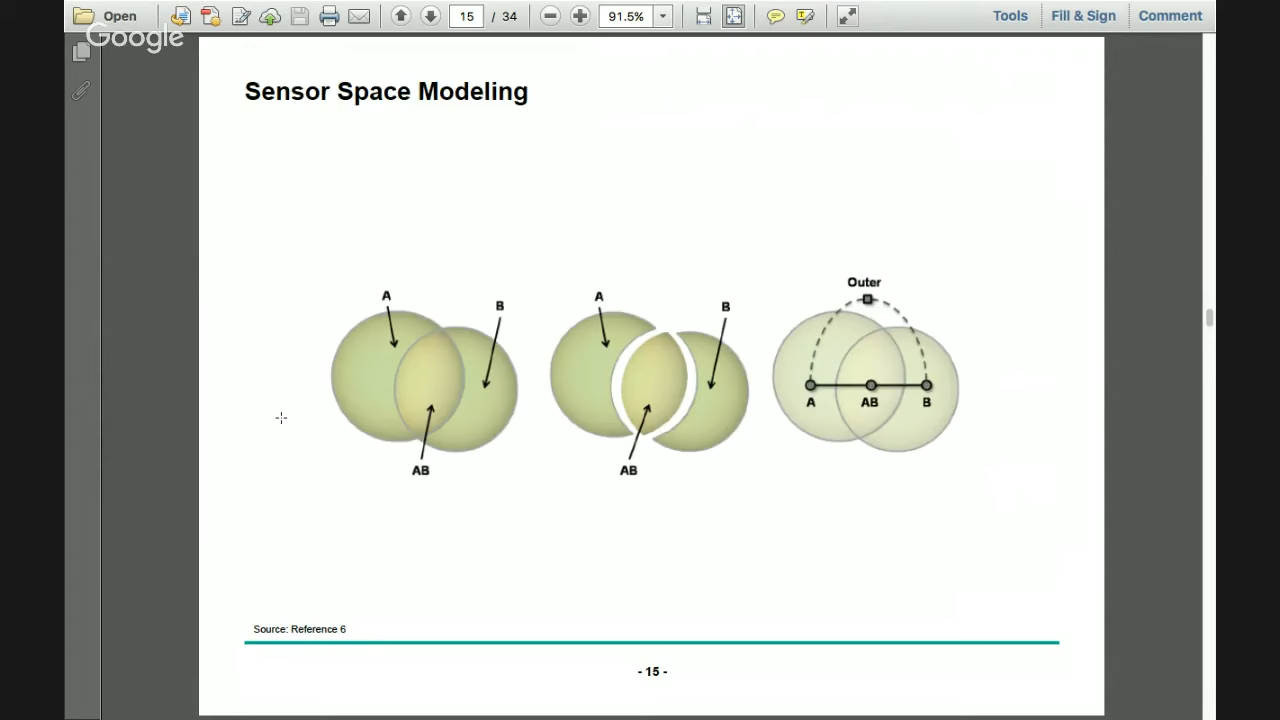 Open
15 / 34
91.5%
Tools
Fill & Sign
Comment
Google
Sensor Space Modeling
A
B
AB
A
B
AB
Outer
A
AB
B
Source: Reference 6
- 15 -